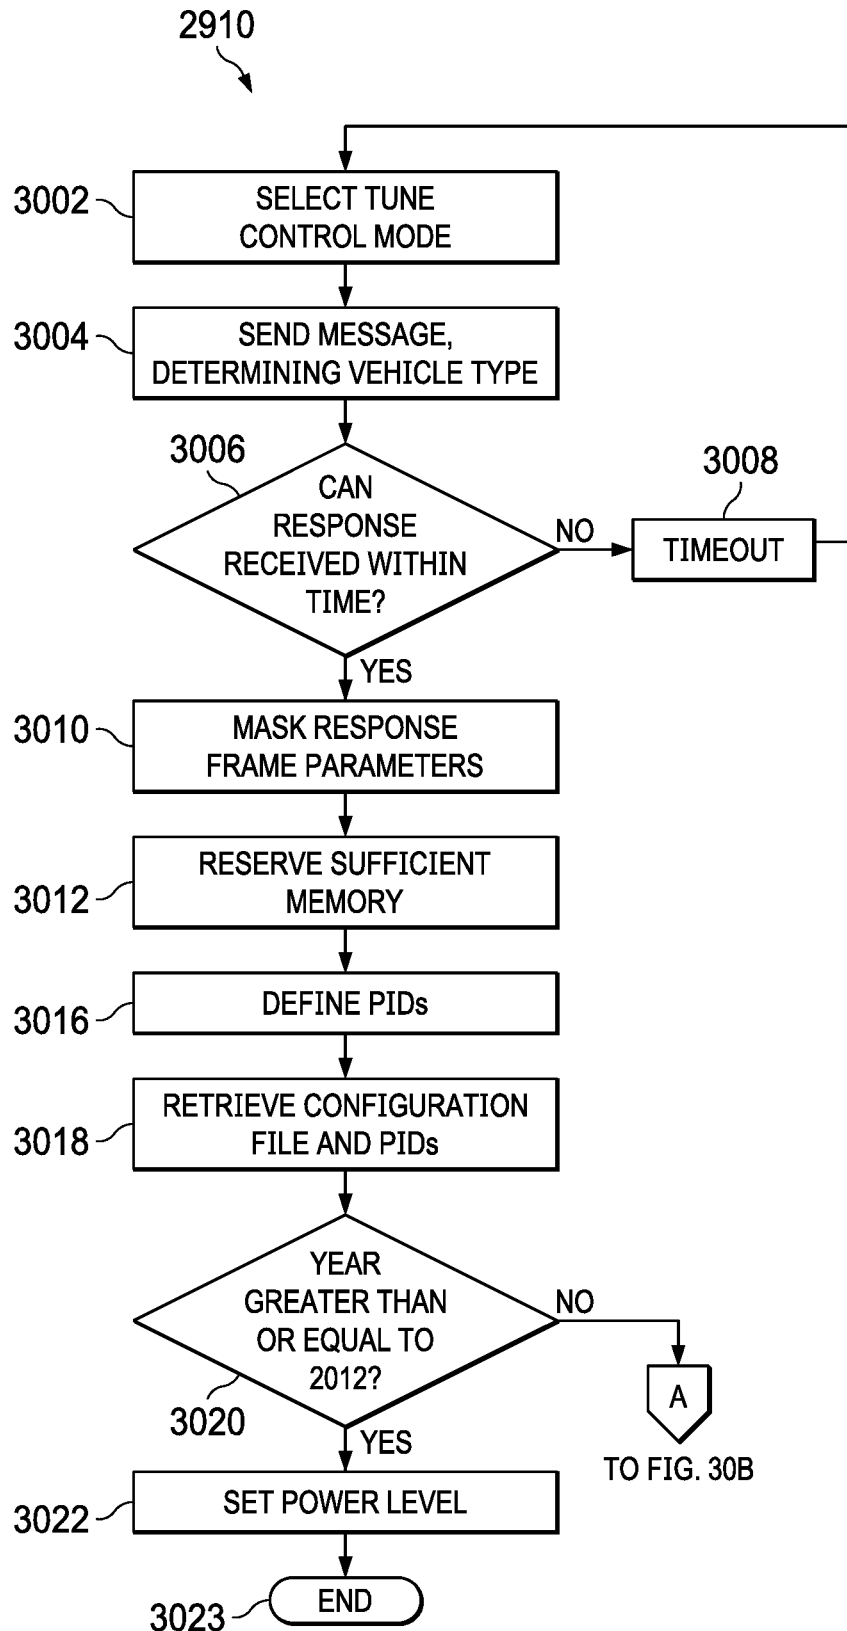 2910
3002
SELECT TUNE
CONTROL MODE
3004
SEND MESSAGE,
DETERMINING VEHICLE TYPE
3006
CAN
RESPONSE
RECEIVED WITHIN
TIME?
NO
3008
TIMEOUT
YES
3010
MASK RESPONSE
FRAME PARAMETERS
3012
RESERVE SUFFICIENT
MEMORY
3016
DEFINE PIDs
3018
RETRIEVE CONFIGURATION
FILE AND PIDs
YEAR
GREATER THAN
OR EQUAL TO
2012?
3020
NO
A
TO FIG. 30B
YES
3022
SET POWER LEVEL
3023
END